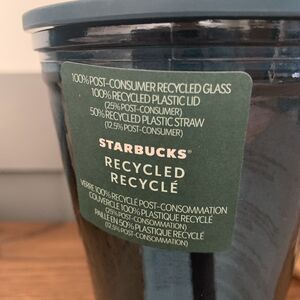 100% POST-CONSUMER RECYCLED GLASS
100% RECYCLED PLASTIC LID
(25% POST-CONSUMER)
50% RECYCLED PLASTIC STRAW
(12.5% POST-CONSUMER)
STARBUCKS®
RECYCLED
RECYCLÉ
VERRE 100% RECYCLÉ POST-CONSOMMATION
COUVERCLE 100% PLASTIQUE RECYCLÉ
(25% POST-CONSOMMATION)
PAILLE EN 50% PLASTIQUE RECYCLÉ
(12,5% POST-CONSOMMATION)